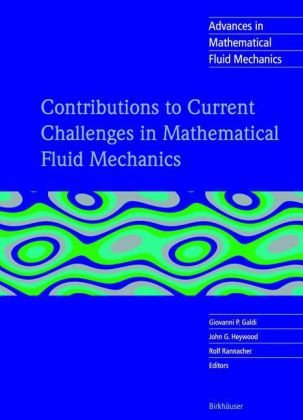 Advances in
Mathematical
Fluid Mechanics
Contributions to Current
Challenges in Mathematical
Fluid Mechanics
Giovanni P. Galdi
John G. Heywood
Rolf Rannacher
Editors
Birkhäuser